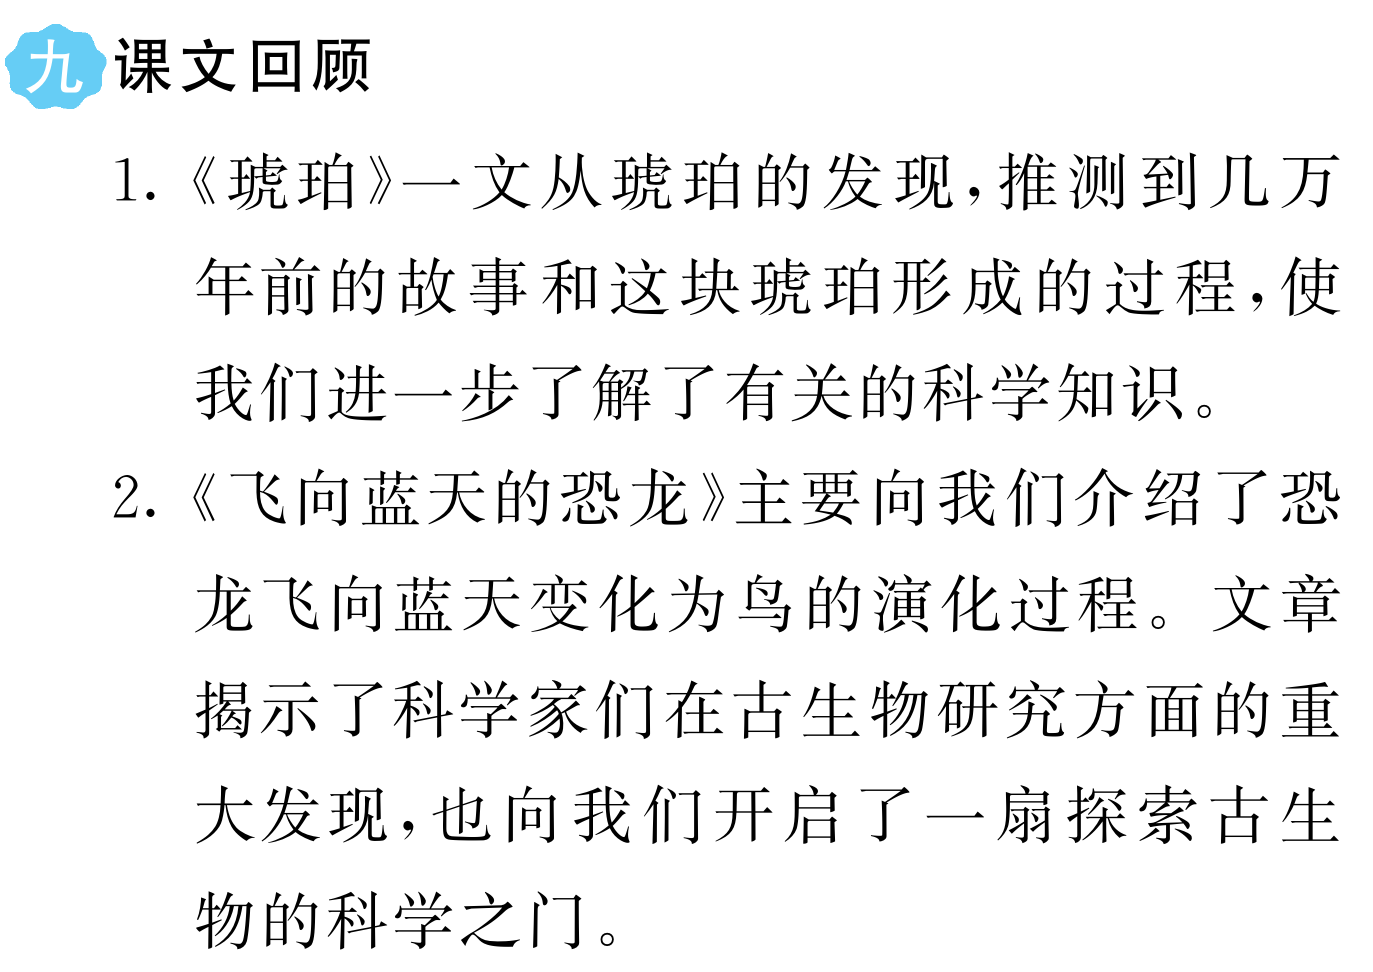 九 课文回顾
1.《琥珀》一文从琥珀的发现,推测到几万
年前的故事和这块琥珀形成的过程,使
我们进一步了解了有关的科学知识。
2.《飞向蓝天的恐龙》主要向我们介绍了恐
龙飞向蓝天变化为鸟的演化过程。文章
揭示了科学家们在古生物研究方面的重
大发现,也向我们开启了一扇探索古生
物的科学之门。